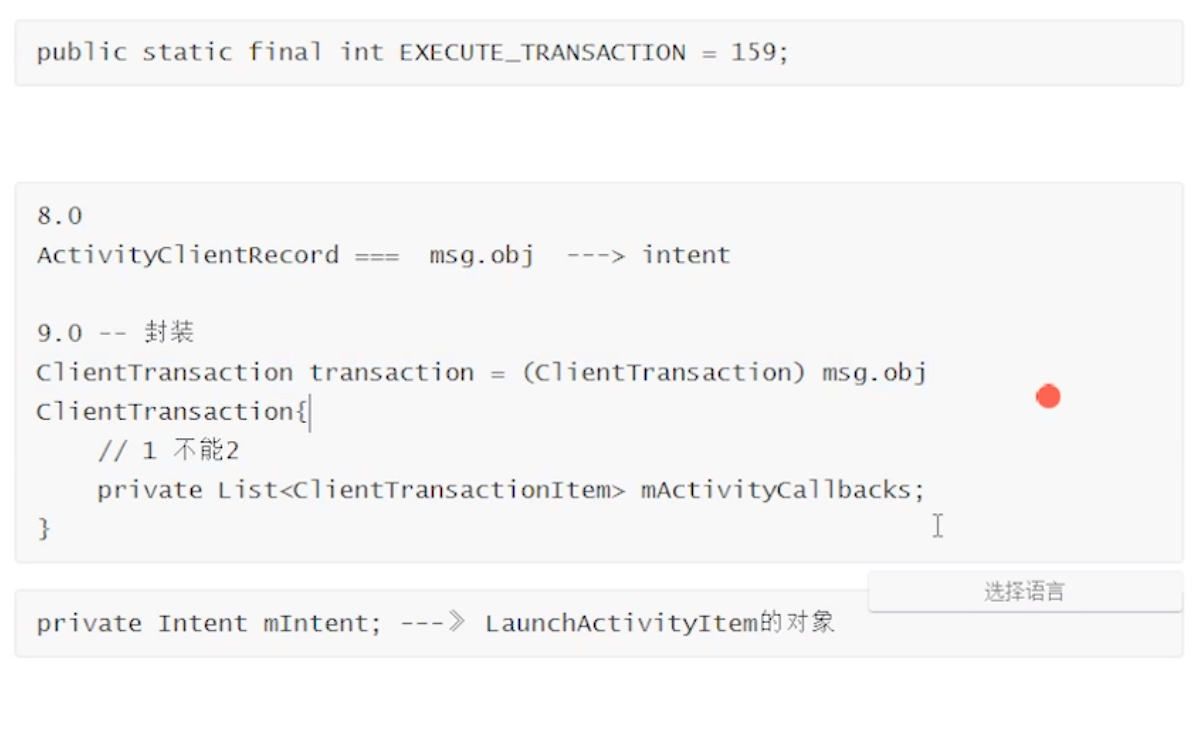 public static final int EXECUTE_TRANSACTION = 159;
8.0
ActivityClientRecord ===  msg.obj  ---> intent
9.0 -- 封装
ClientTransaction transaction = (ClientTransaction) msg.obj
ClientTransaction{
    // 1 不能2
    private List<ClientTransactionItem> mActivityCallbacks;
}
选择语言
private Intent mIntent; ---》 LaunchActivityItem的对象